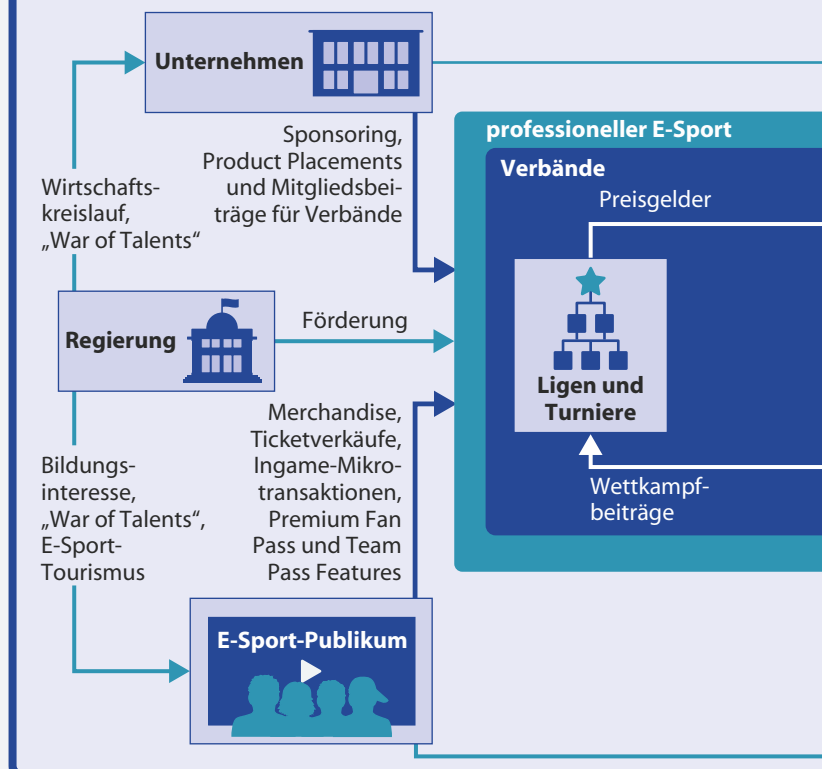 Unternehmen
Sponsoring,
Product Placements
und Mitgliedsbei-
träge für Verbände
Wirtschafts-
kreislauf,
„War of Talents“
professioneller E-Sport
Verbände
Preisgelder
Regierung
Förderung
Ligen und
Turniere
Wettkampf-
beiträge
Merchandise,
Ticketverkäufe,
Ingame-Mikro-
transaktionen,
Premium Fan
Pass und Team
Pass Features
Bildungs-
interesse,
„War of Talents“,
E-Sport-
Tourismus
E-Sport-Publikum